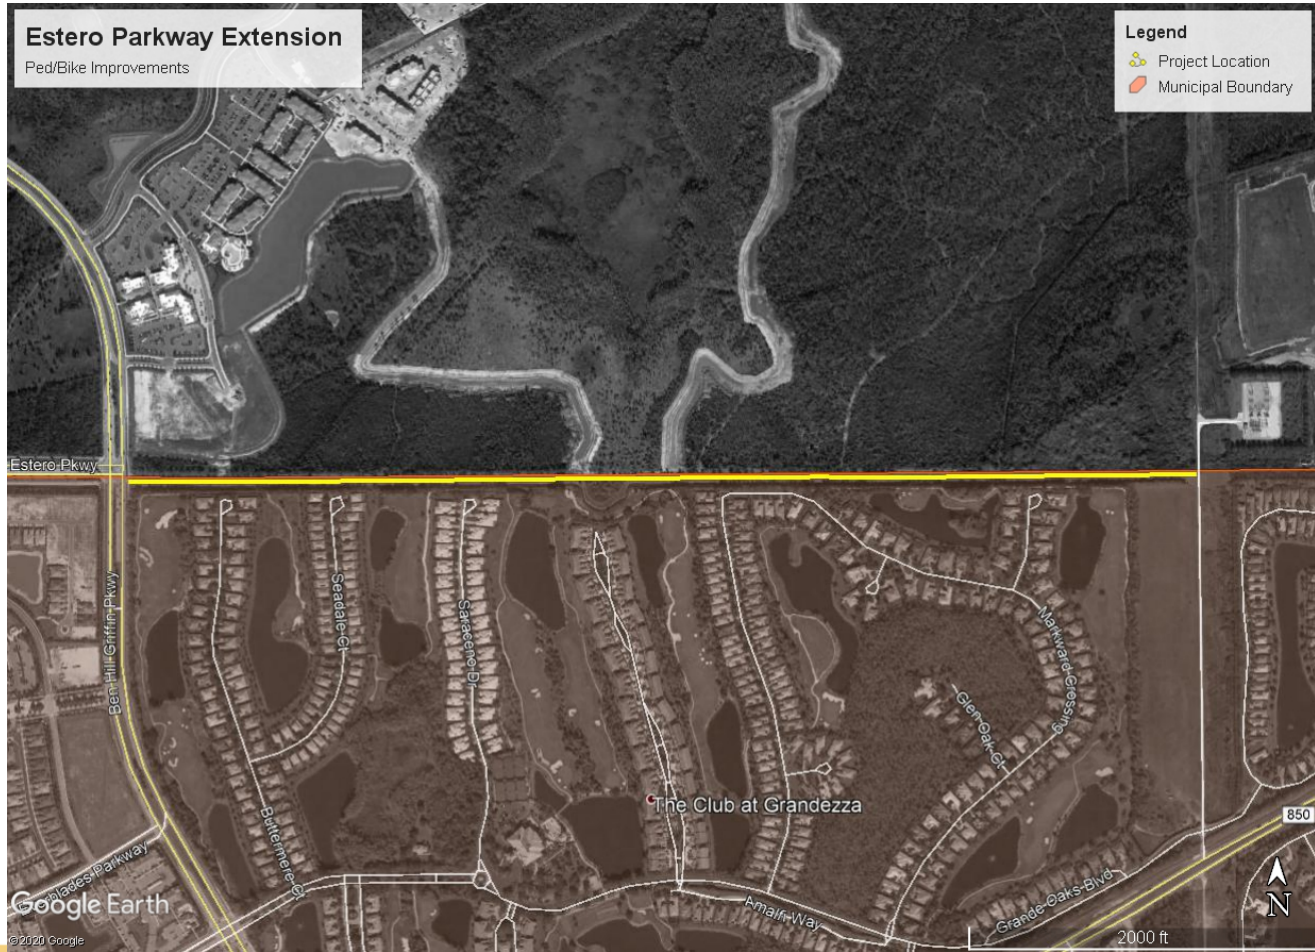 Estero Parkway Extension
Ped/Bike Improvements
Legend
Project Location
Municipal Boundary
Estero Pkwy
Ben Hill Griffin Pkwy
Seadale Ct
Saraceno Dr
Markward Crossing
Glen Oak Ct
The Club at Grandezza
Buttermere Ct
850
Parkway
Amalfi Way
Grande Oaks Blvd
Google Earth
N
©2020 Google
2000 ft